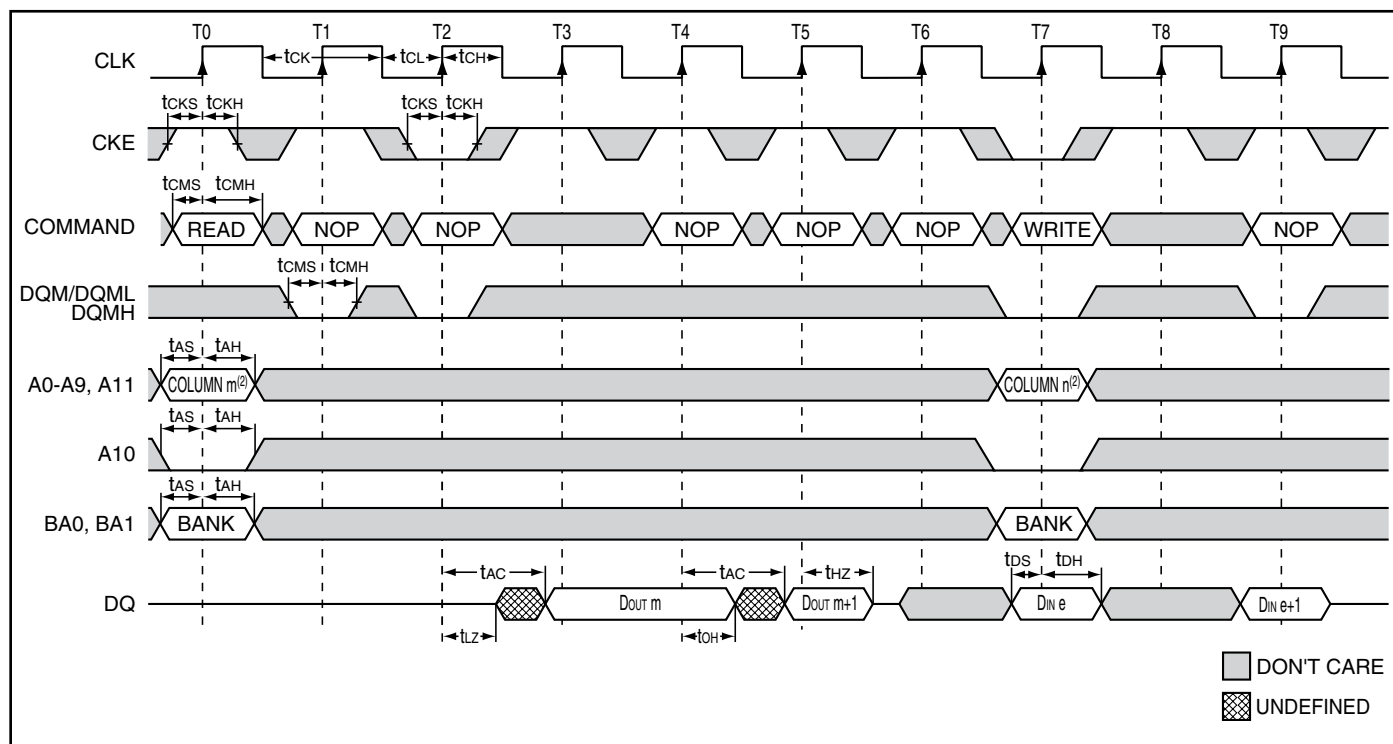 T0 T1 T2 T3 T4 T5 T6 T7 T8 T9
CLK tCK tCL tCH
tCKS tCKH tCKS tCKH
CKE
tCMS tCMH
COMMAND READ NOP NOP NOP NOP NOP WRITE NOP
tCMS tCMH
DQM/DQML
DQMH
tAS tAH
A0-A9, A11 COLUMN m(2) COLUMN n(2)
tAS tAH
A10
tAS tAH
BA0, BA1 BANK BANK
tAC tAC tHZ tDS tDH
DQ DOUT m DOUT m+1 DIN e DIN e+1
tLZ tOH
DON'T CARE
UNDEFINED